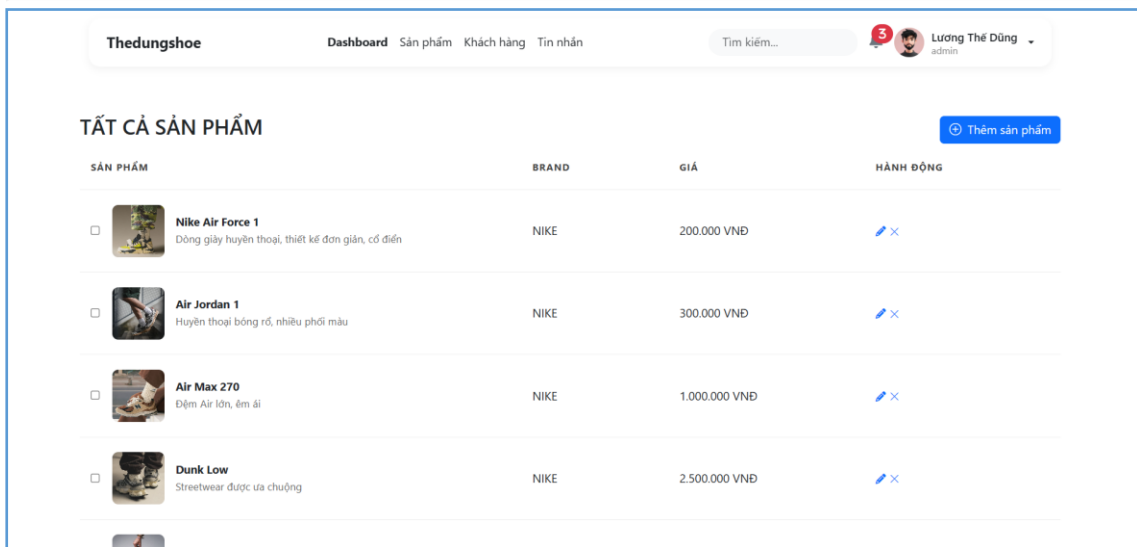 Thedungshoe Dashboard Sản phẩm Khách hàng Tin nhắn Tìm kiếm... 3 Lương Thế Dũng
admin
TẤT CẢ SẢN PHẨM
Thêm sản phẩm
SẢN PHẨM BRAND GIÁ HÀNH ĐỘNG
Nike Air Force 1
Dòng giày huyền thoại, thiết kế đơn giản, cổ điển
NIKE 200.000 VNĐ
Air Jordan 1
Huyền thoại bóng rổ, nhiều phối màu
NIKE 300.000 VNĐ
Air Max 270
Đệm Air lớn, êm ái
NIKE 1.000.000 VNĐ
Dunk Low
Streetwear được ưa chuộng
NIKE 2.500.000 VNĐ